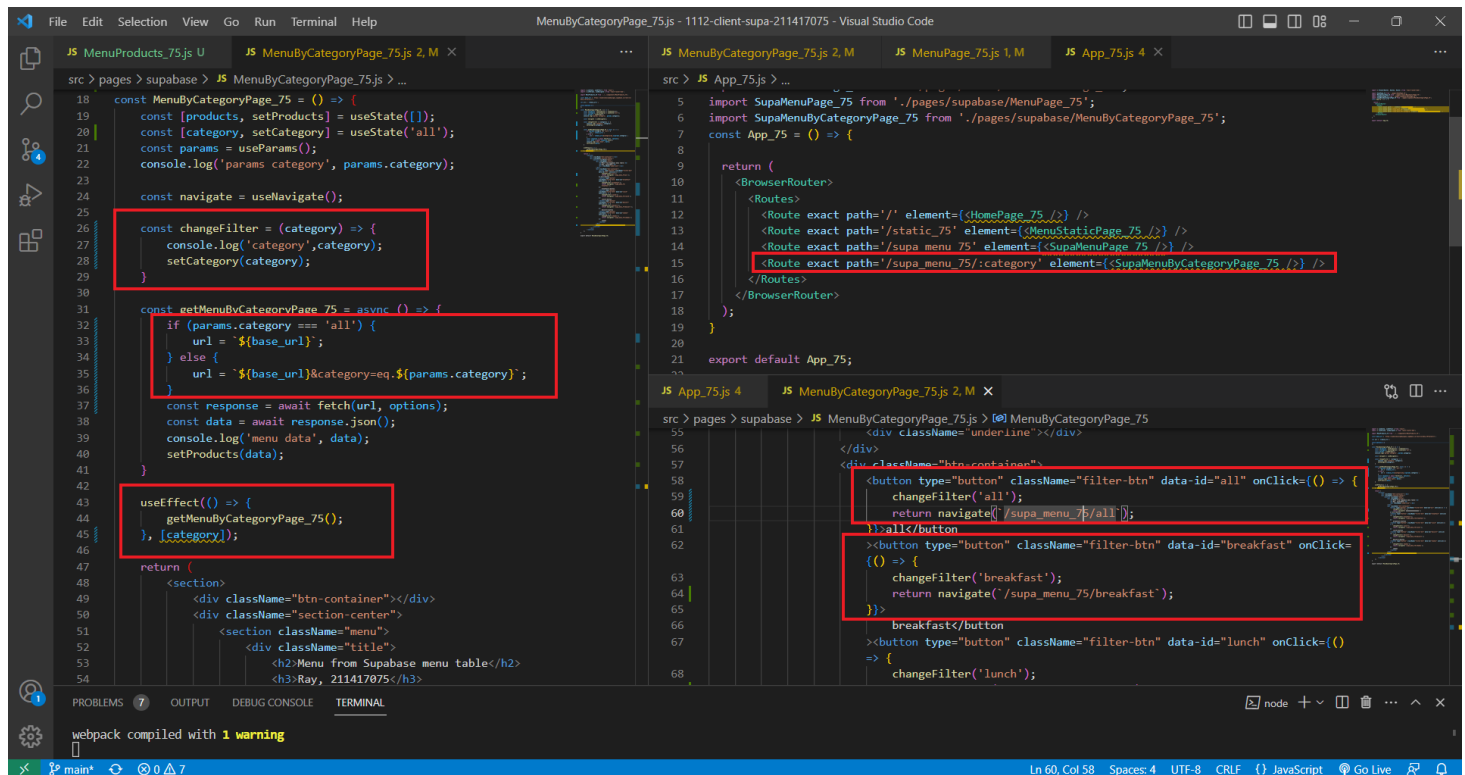 File Edit Selection View Go Run Terminal Help MenuByCategoryPage_75.js - 1112-client-supa-211417075 - Visual Studio Code
JS MenuProducts_75.js U JS MenuByCategoryPage_75.js 2, M
src > pages > supabase > JS MenuByCategoryPage_75.js > ...
18 const MenuByCategoryPage_75 = () => {
19 const [products, setProducts] = useState([]);
20 const [category, setCategory] = useState('all');
21 const params = useParams();
22 console.log('params category', params.category);
23
24 const navigate = useNavigate();
25
26 const changeFilter = (category) => {
27 console.log('category',category);
28 setCategory(category);
29 }
30
31 const getMenuByCategoryPage_75 = async () => {
32 if (params.category === 'all') {
33 url = `${base_url}`;
34 } else {
35 url = `${base_url}&category=eq.${params.category}`;
36 }
37 const response = await fetch(url, options);
38 const data = await response.json();
39 console.log('menu data', data);
40 setProducts(data);
41 }
42
43 useEffect(() => {
44 getMenuByCategoryPage_75();
45 }, [category]);
46
47 return (
48 <section>
49 <div className="btn-container"></div>
50 <div className="section-center">
51 <section className="menu">
52 <div className="title">
53 <h2>Menu from Supabase menu table</h2>
54 <h3>Ray, 211417075</h3>
JS MenuByCategoryPage_75.js 2, M JS MenuPage_75.js 1, M JS App_75.js 4
src > JS App_75.js > ...
5 import SupaMenuPage_75 from './pages/supabase/MenuPage_75';
6 import SupaMenuByCategoryPage_75 from './pages/supabase/MenuByCategoryPage_75';
7 const App_75 = () => {
8
9 return (
10 <BrowserRouter>
11 <Routes>
12 <Route exact path='/' element={<HomePage_75 />} />
13 <Route exact path='/static_75' element={<MenuStaticPage_75 />} />
14 <Route exact path='/supa_menu_75' element={<SupaMenuPage_75 />} />
15 <Route exact path='/supa_menu_75/:category' element={<SupaMenuByCategoryPage_75 />} />
16 </Routes>
17 </BrowserRouter>
18 );
19 }
20
21 export default App_75;
JS App_75.js 4 JS MenuByCategoryPage_75.js 2, M
src > pages > supabase > JS MenuByCategoryPage_75.js > MenuByCategoryPage_75
55 <div className="underline"></div>
56 </div>
57 <div className="btn-container">
58 <button type="button" className="filter-btn" data-id="all" onClick={() => {
59 changeFilter('all');
60 return navigate(`/supa_menu_75/all`);
61 }}>all</button
62 ><button type="button" className="filter-btn" data-id="breakfast" onClick=
{() => {
63 changeFilter('breakfast');
64 return navigate(`/supa_menu_75/breakfast`);
65 }}>
66 breakfast</button
67 ><button type="button" className="filter-btn" data-id="lunch" onClick={()
=> {
68 changeFilter('lunch');
PROBLEMS 7 OUTPUT DEBUG CONSOLE TERMINAL node
webpack compiled with 1 warning
main* 0 7 Ln 60, Col 58 Spaces: 4 UTF-8 CRLF {} JavaScript Go Live